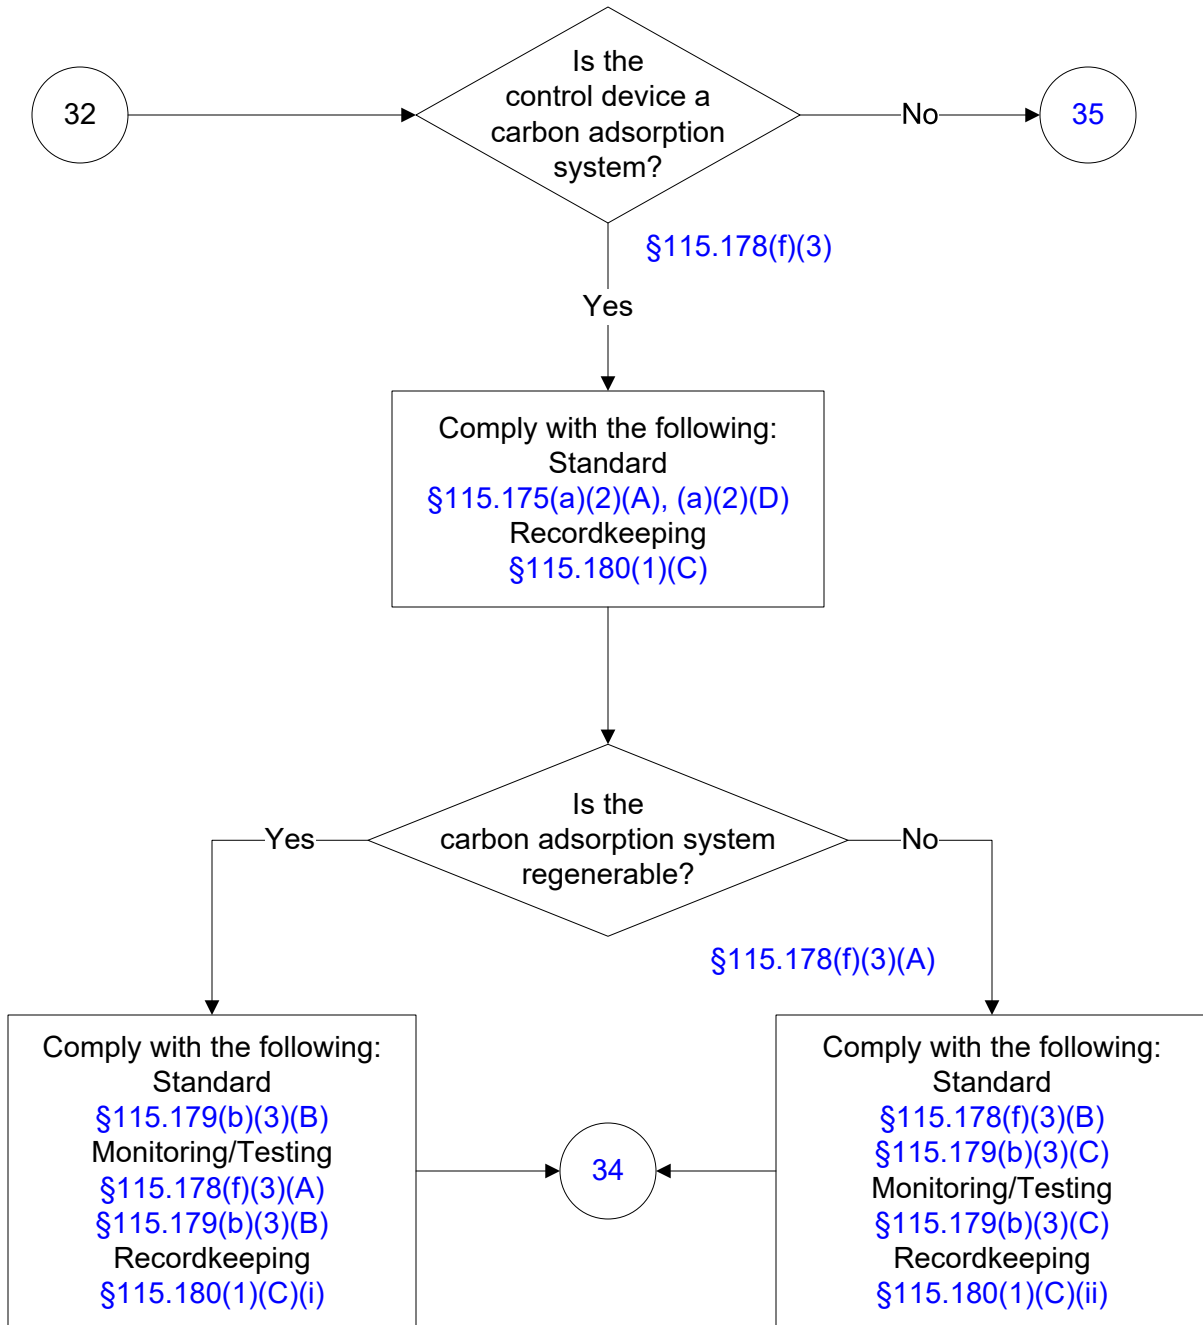 32
Is the
control device a
carbon adsorption
system?
No
35
§115.178(f)(3)
Yes
Comply with the following:
Standard
§115.175(a)(2)(A), (a)(2)(D)
Recordkeeping
§115.180(1)(C)
Is the
carbon adsorption system
regenerable?
Yes
No
§115.178(f)(3)(A)
Comply with the following:
Standard
§115.179(b)(3)(B)
Monitoring/Testing
§115.178(f)(3)(A)
§115.179(b)(3)(B)
Recordkeeping
§115.180(1)(C)(i)
34
Comply with the following:
Standard
§115.178(f)(3)(B)
§115.179(b)(3)(C)
Monitoring/Testing
§115.179(b)(3)(C)
Recordkeeping
§115.180(1)(C)(ii)